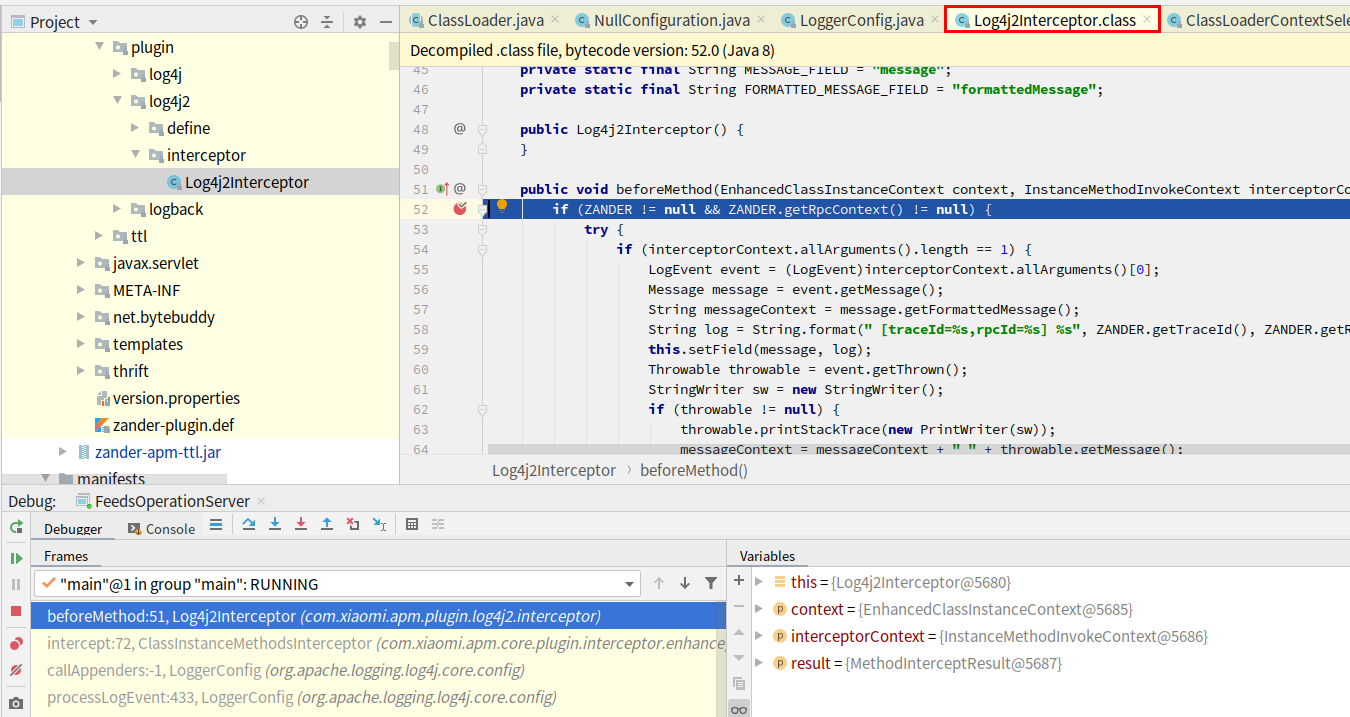 Project
ClassLoader.java
NullConfiguration.java
LoggerConfig.java
Log4j2Interceptor.class
ClassLoaderContextSele
plugin
log4j
log4j2
define
interceptor
Log4j2Interceptor
logback
ttl
javax.servlet
META-INF
net.bytebuddy
templates
thrift
version.properties
zander-plugin.def
zander-apm-ttl.jar
manifests
Decompiled .class file, bytecode version: 52.0 (Java 8)
45 private static final String MESSAGE_FIELD = "message";
46 private static final String FORMATTED_MESSAGE_FIELD = "formattedMessage";
47
48 @ public Log4j2Interceptor() {
49 }
50
51 @ public void beforeMethod(EnhancedClassInstanceContext context, InstanceMethodInvokeContext interceptorCo
52 if (ZANDER != null && ZANDER.getRpcContext() != null) {
53 try {
54 if (interceptorContext.allArguments().length == 1) {
55 LogEvent event = (LogEvent)interceptorContext.allArguments()[0];
56 Message message = event.getMessage();
57 String messageContext = message.getFormattedMessage();
58 String log = String.format(" [traceId=%s,rpcId=%s] %s", ZANDER.getTraceId(), ZANDER.getR
59 this.setField(message, log);
60 Throwable throwable = event.getThrown();
61 StringWriter sw = new StringWriter();
62 if (throwable != null) {
63 throwable.printStackTrace(new PrintWriter(sw));
64 messageContext = messageContext + " " + throwable.getMessage();
Log4j2Interceptor › beforeMethod()
Debug: FeedsOperationServer
Debugger
Console
Frames
Variables
"main"@1 in group "main": RUNNING
beforeMethod:51, Log4j2Interceptor (com.xiaomi.apm.plugin.log4j2.interceptor)
intercept:72, ClassInstanceMethodsInterceptor (com.xiaomi.apm.core.plugin.interceptor.enhance
callAppenders:-1, LoggerConfig (org.apache.logging.log4j.core.config)
processLogEvent:433, LoggerConfig (org.apache.logging.log4j.core.config)
this = {Log4j2Interceptor@5680}
context = {EnhancedClassInstanceContext@5685}
interceptorContext = {InstanceMethodInvokeContext@5686}
result = {MethodInterceptResult@5687}